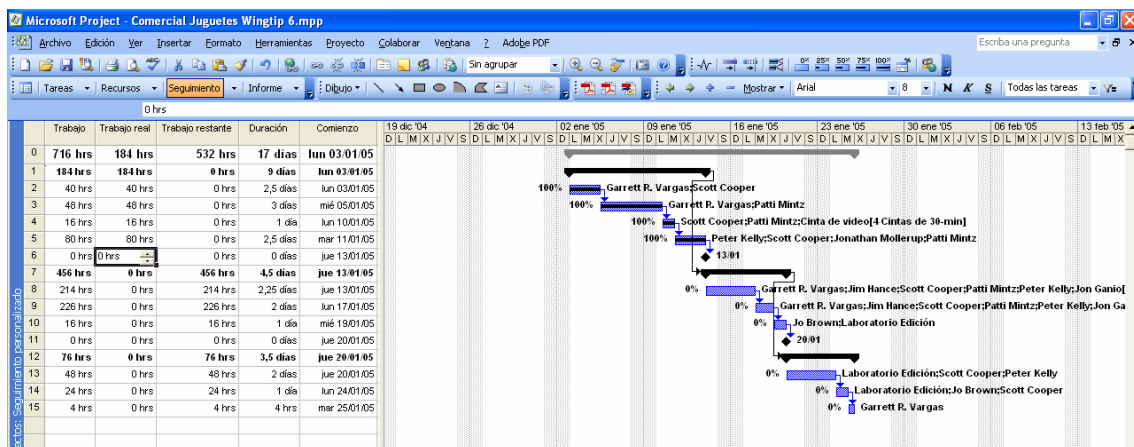 Microsoft Project - Comercial Juguetes Wingtip 6.mpp
Archivo Edición Ver Insertar Formato Herramientas Proyecto Colaborar Ventana ? Adobe PDF Escriba una pregunta
Sin agrupar 0% 25% 50% 75% 100%
Tareas Recursos Seguimiento Informe Dibujo Mostrar Arial 8 N K S Todas las tareas
0 hrs
Trabajo Trabajo real Trabajo restante Duración Comienzo 19 dic '04 26 dic '04 02 ene '05 09 ene '05 16 ene '05 23 ene '05 30 ene '05 06 feb '05 13 feb '05
D L M X J V S D L M X J V S D L M X J V S D L M X J V S D L M X J V S D L M X J V S D L M X J V S D L M X J V S D L M X
0 716 hrs 184 hrs 532 hrs 17 días lun 03/01/05
1 184 hrs 184 hrs 0 hrs 9 días lun 03/01/05
2 40 hrs 40 hrs 0 hrs 2,5 días lun 03/01/05 100% Garrett R. Vargas;Scott Cooper
3 48 hrs 48 hrs 0 hrs 3 días mié 05/01/05 100% Garrett R. Vargas;Patti Mintz
4 16 hrs 16 hrs 0 hrs 1 día lun 10/01/05 100% Scott Cooper;Patti Mintz;Cinta de video[4 Cintas de 30-min]
5 80 hrs 80 hrs 0 hrs 2,5 días mar 11/01/05 100% Peter Kelly;Scott Cooper;Jonathan Mollerup;Patti Mintz
6 0 hrs 0 hrs 0 hrs 0 días jue 13/01/05 13/01
7 456 hrs 0 hrs 456 hrs 4,5 días jue 13/01/05
8 214 hrs 0 hrs 214 hrs 2,25 días jue 13/01/05 0% Garrett R. Vargas;Jim Hance;Scott Cooper;Patti Mintz;Peter Kelly;Jon Ganio[
9 226 hrs 0 hrs 226 hrs 2 días lun 17/01/05 0% Garrett R. Vargas;Jim Hance;Scott Cooper;Patti Mintz;Peter Kelly;Jon Ga
10 16 hrs 0 hrs 16 hrs 1 día mié 19/01/05 0% Jo Brown;Laboratorio Edición
11 0 hrs 0 hrs 0 hrs 0 días jue 20/01/05 20/01
12 76 hrs 0 hrs 76 hrs 3,5 días jue 20/01/05
13 48 hrs 0 hrs 48 hrs 2 días jue 20/01/05 0% Laboratorio Edición;Scott Cooper;Peter Kelly
14 24 hrs 0 hrs 24 hrs 1 día lun 24/01/05 0% Laboratorio Edición;Jo Brown;Scott Cooper
15 4 hrs 0 hrs 4 hrs 4 hrs mar 25/01/05 0% Garrett R. Vargas
ectos: Seguimiento personalizado